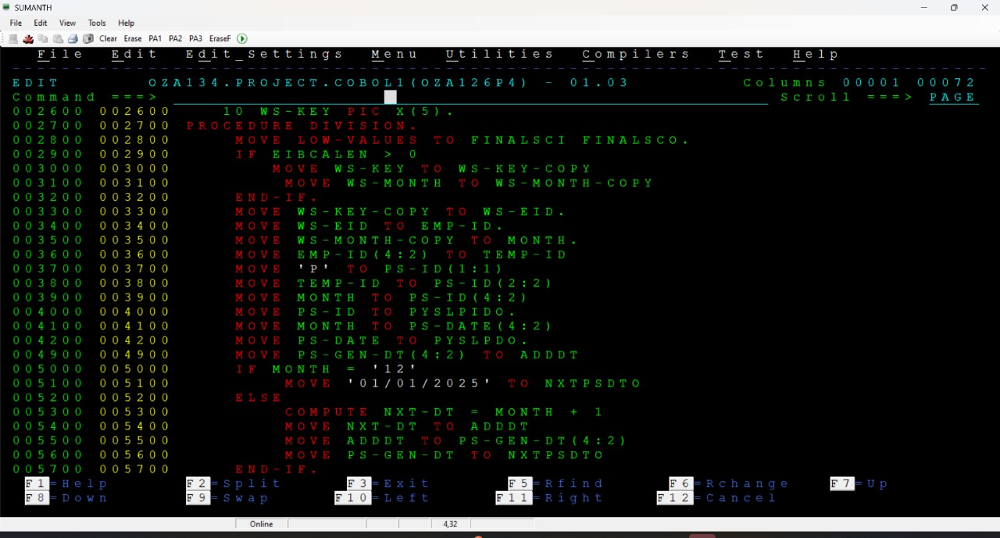 SUMANTH
File Edit View Tools Help
Clear Erase PA1 PA2 PA3 EraseF
File Edit Edit_Settings Menu Utilities Compilers Test Help
EDIT OZA134.PROJECT.COBOL1(OZA126P4) - 01.03 Columns 00001 00072
Command ===> Scroll ===> PAGE
002600 002600 10 WS-KEY PIC X(5).
002700 002700 PROCEDURE DIVISION.
002800 002800 MOVE LOW-VALUES TO FINALSCI FINALSCO.
002900 002900 IF EIBCALEN > 0
003000 003000 MOVE WS-KEY TO WS-KEY-COPY
003100 003100 MOVE WS-MONTH TO WS-MONTH-COPY
003200 003200 END-IF.
003300 003300 MOVE WS-KEY-COPY TO WS-EID.
003400 003400 MOVE WS-EID TO EMP-ID.
003500 003500 MOVE WS-MONTH-COPY TO MONTH.
003600 003600 MOVE EMP-ID(4:2) TO TEMP-ID
003700 003700 MOVE 'P' TO PS-ID(1:1)
003800 003800 MOVE TEMP-ID TO PS-ID(2:2)
003900 003900 MOVE MONTH TO PS-ID(4:2)
004000 004000 MOVE PS-ID TO PYSLPIDO.
004100 004100 MOVE MONTH TO PS-DATE(4:2)
004200 004200 MOVE PS-DATE TO PYSLPDO.
004900 004900 MOVE PS-GEN-DT(4:2) TO ADDDT
005000 005000 IF MONTH = '12'
005100 005100 MOVE '01/01/2025' TO NXTPSDTO
005200 005200 ELSE
005300 005300 COMPUTE NXT-DT = MONTH + 1
005400 005400 MOVE NXT-DT TO ADDDT
005500 005500 MOVE ADDDT TO PS-GEN-DT(4:2)
005600 005600 MOVE PS-GEN-DT TO NXTPSDTO
005700 005700 END-IF.
F1=Help F2=Split F3=Exit F5=Rfind F6=Rchange F7=Up
F8=Down F9=Swap F10=Left F11=Right F12=Cancel
Online 4,32